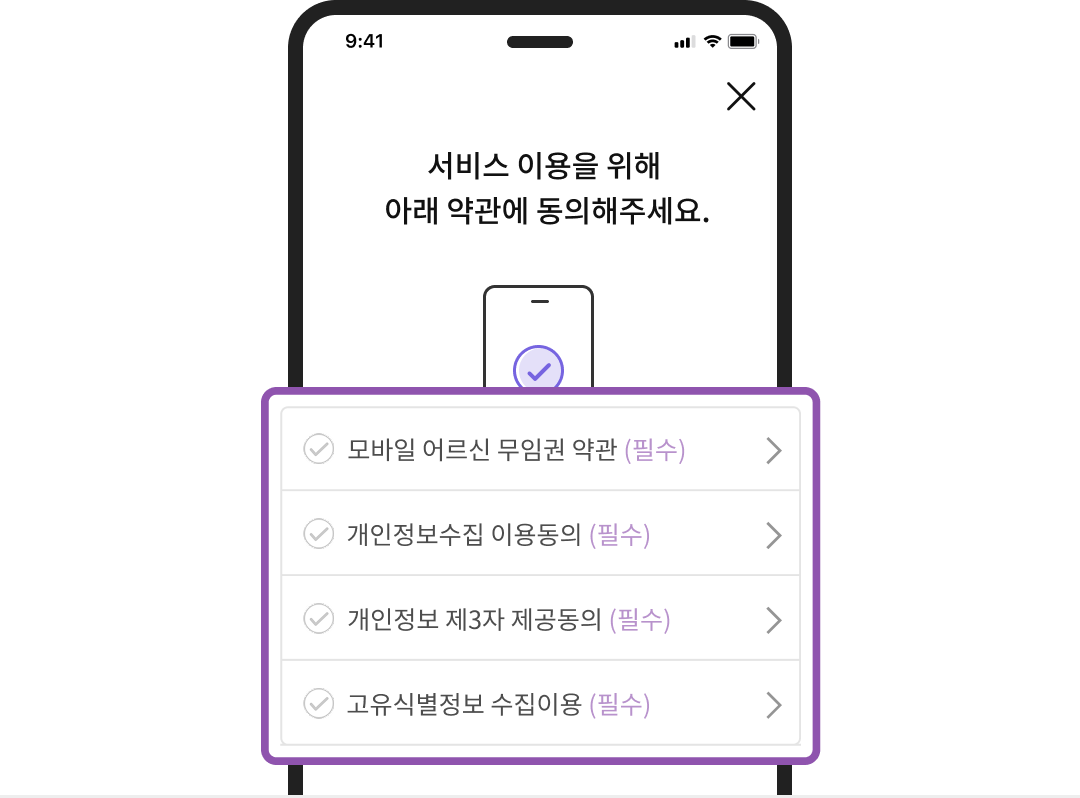 9:41
서비스 이용을 위해
아래 약관에 동의해주세요.
모바일 어르신 무임권 약관 (필수)
개인정보수집 이용동의 (필수)
개인정보 제3자 제공동의 (필수)
고유식별정보 수집이용 (필수)